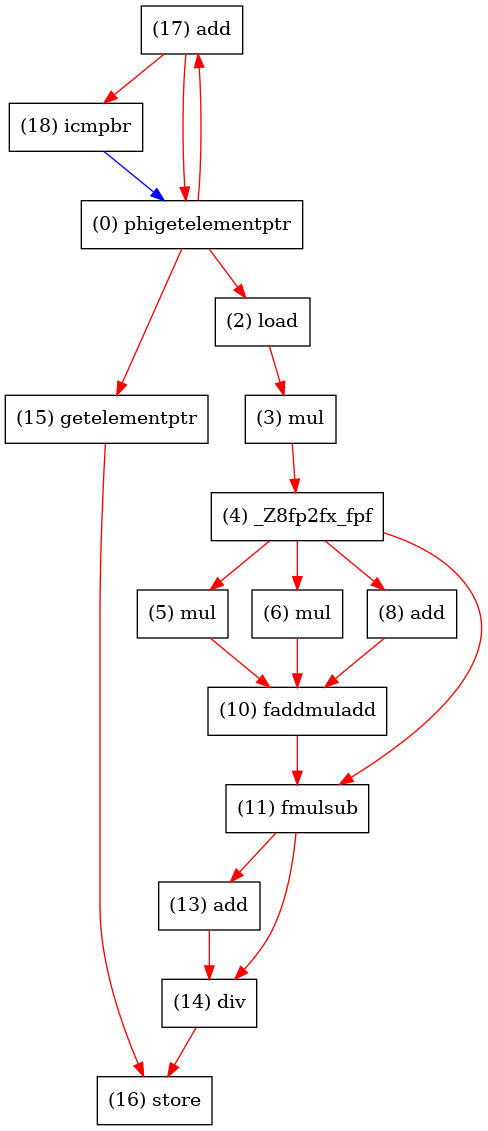 (17) add
(18) icmpbr
(0) phigetelementptr
(2) load
(15) getelementptr
(3) mul
(4) _Z8fp2fx_fpf
(5) mul
(6) mul
(8) add
(10) faddmuladd
(11) fmulsub
(13) add
(14) div
(16) store